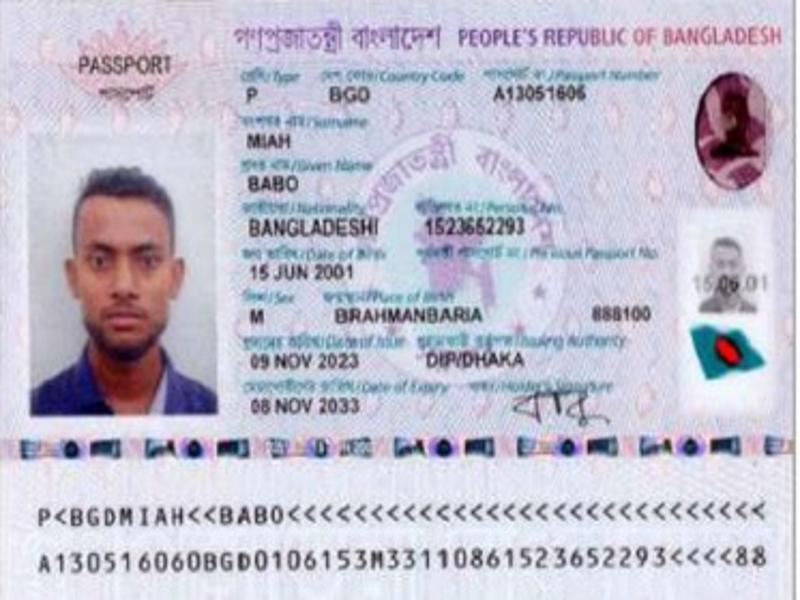 গণপ্রজাতন্ত্রী বাংলাদেশ PEOPLE'S REPUBLIC OF BANGLADESH
PASSPORT
পাসপোর্ট
Type Country Code Passport Number
P BGD A13051606
Surname
MIAH
Given Name
BABO
Nationality Personal No.
BANGLADESHI 1523652293
Date of Birth Previous Passport No.
15 JUN 2001
15.06.01
Sex Place of Birth
M BRAHMANBARIA 888100
Date of Issue Issuing Authority
09 NOV 2023 DIP/DHAKA
Date of Expiry Holder's Signature
08 NOV 2033
P<BGDMIAH<<BABO<<<<<<<<<<<<<<<<<<<<<<<<<<<<<
A130516060BGD0106153M33110861523652293<<<<88